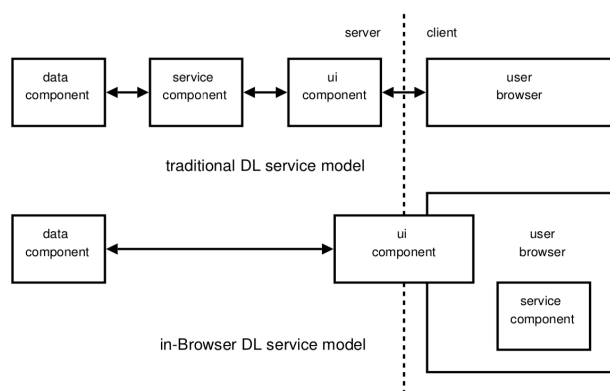 server client
data
component
service
component
ui
component
user
browser
traditional DL service model
data
component
ui
component
user
browser
service
component
in-Browser DL service model